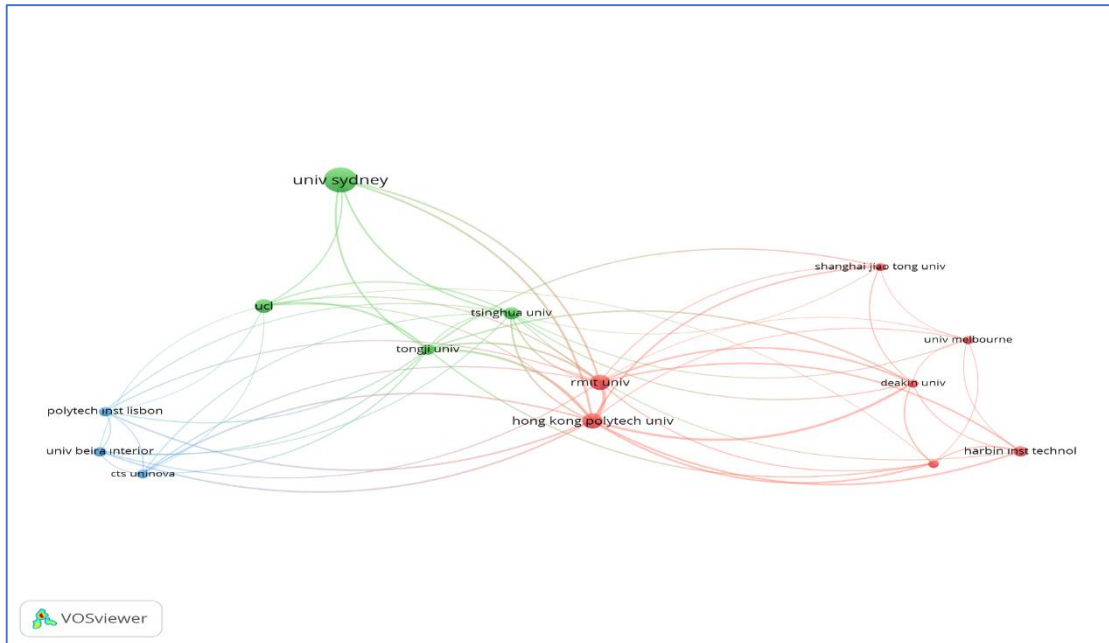 univ sydney
shanghai jiao tong univ
ucl
tsinghua univ
univ melbourne
tongji univ
rmit univ
deakin univ
polytech inst lisbon
hong kong polytech univ
univ beira interior
harbin inst technol
cts uninova
VOSviewer